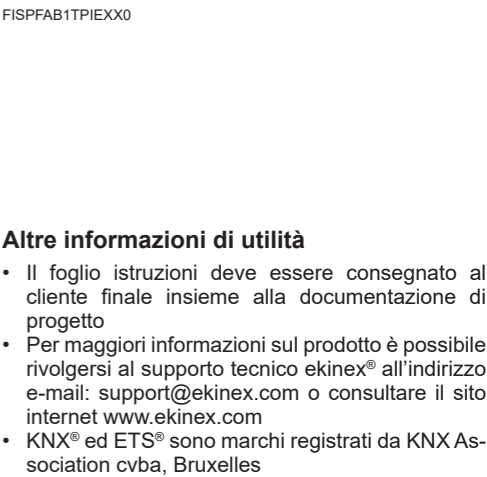 FISPFAB1TPIEXX0
Altre informazioni di utilità
• Il foglio istruzioni deve essere consegnato al
cliente finale insieme alla documentazione di
progetto
• Per maggiori informazioni sul prodotto è possibile
rivolgersi al supporto tecnico ekinex® all'indirizzo
e-mail: support@ekinex.com o consultare il sito
internet www.ekinex.com
• KNX® ed ETS® sono marchi registrati da KNX As-
sociation cvba, Bruxelles